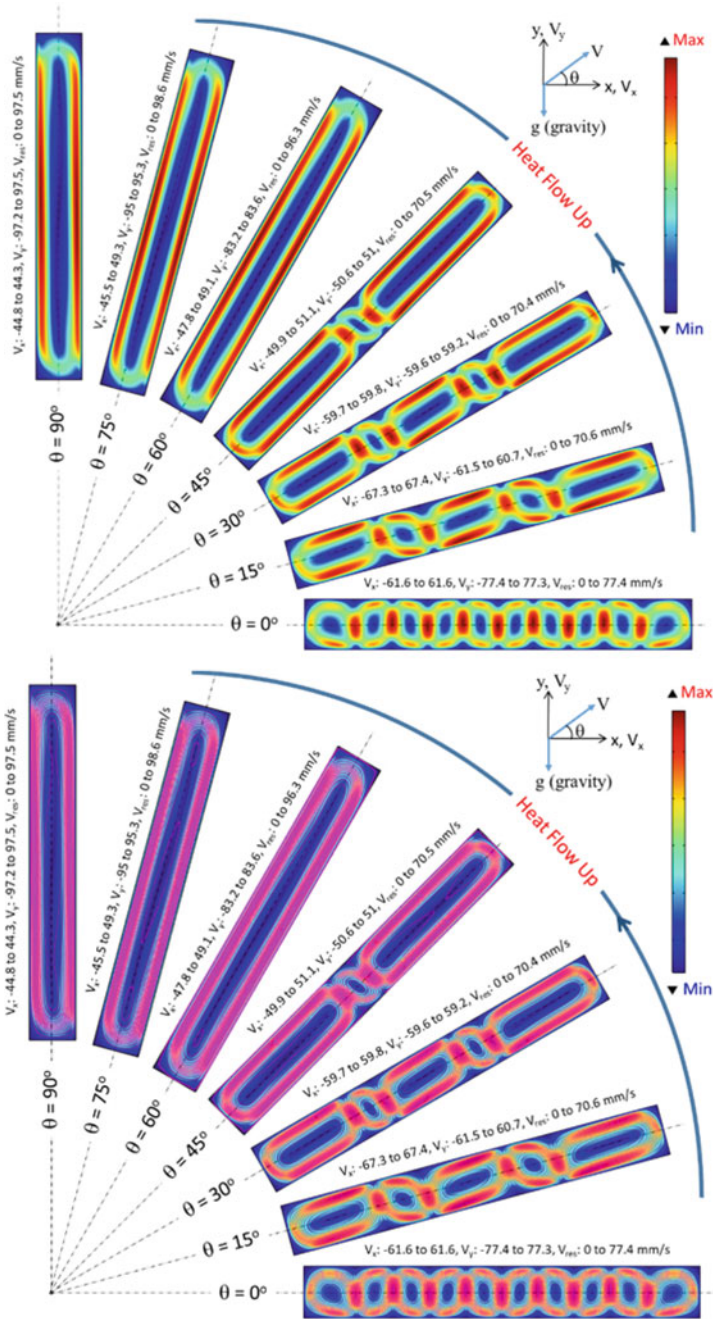 y, Vy
V
θ
x, Vx
g (gravity)
▲ Max
▼ Min
Heat Flow Up
Vx: -44.8 to 44.3, Vy: -97.2 to 97.5, Vres: 0 to 97.5 mm/s
Vx: -45.5 to 49.3, Vy: -95 to 95.3, Vres: 0 to 98.6 mm/s
Vx: -47.8 to 49.1, Vy: -83.2 to 83.6, Vres: 0 to 96.3 mm/s
Vx: -49.9 to 51.1, Vy: -50.6 to 51, Vres: 0 to 70.5 mm/s
Vx: -59.7 to 59.8, Vy: -59.6 to 59.2, Vres: 0 to 70.4 mm/s
Vx: -67.3 to 67.4, Vy: -61.5 to 60.7, Vres: 0 to 70.6 mm/s
Vx: -61.6 to 61.6, Vy: -77.4 to 77.3, Vres: 0 to 77.4 mm/s
θ = 90°
θ = 75°
θ = 60°
θ = 45°
θ = 30°
θ = 15°
θ = 0°
y, Vy
V
θ
x, Vx
g (gravity)
▲ Max
▼ Min
Heat Flow Up
Vx: -44.8 to 44.3, Vy: -97.2 to 97.5, Vres: 0 to 97.5 mm/s
Vx: -45.5 to 49.3, Vy: -95 to 95.3, Vres: 0 to 98.6 mm/s
Vx: -47.8 to 49.1, Vy: -83.2 to 83.6, Vres: 0 to 96.3 mm/s
Vx: -49.9 to 51.1, Vy: -50.6 to 51, Vres: 0 to 70.5 mm/s
Vx: -59.7 to 59.8, Vy: -59.6 to 59.2, Vres: 0 to 70.4 mm/s
Vx: -67.3 to 67.4, Vy: -61.5 to 60.7, Vres: 0 to 70.6 mm/s
Vx: -61.6 to 61.6, Vy: -77.4 to 77.3, Vres: 0 to 77.4 mm/s
θ = 90°
θ = 75°
θ = 60°
θ = 45°
θ = 30°
θ = 15°
θ = 0°